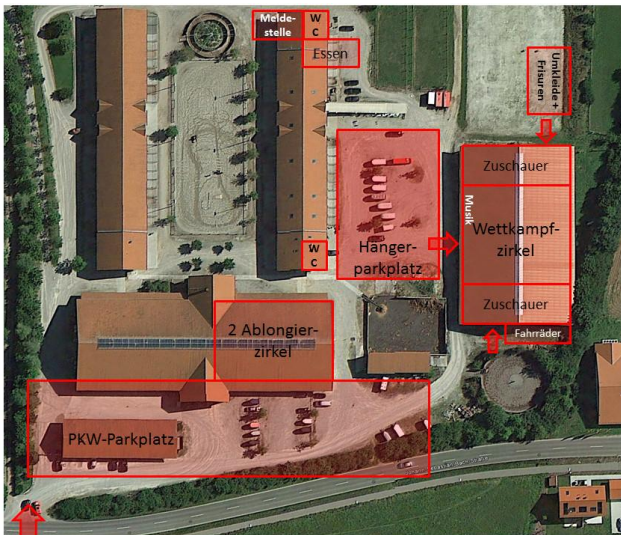 Melde-
stelle
W
C
Essen
Umkleide +
Frisuren
Zuschauer
Musik
Wettkampf-
zirkel
Hänger-
parkplatz
W
C
Zuschauer
Fahrräder
2 Ablongier-
zirkel
PKW-Parkplatz